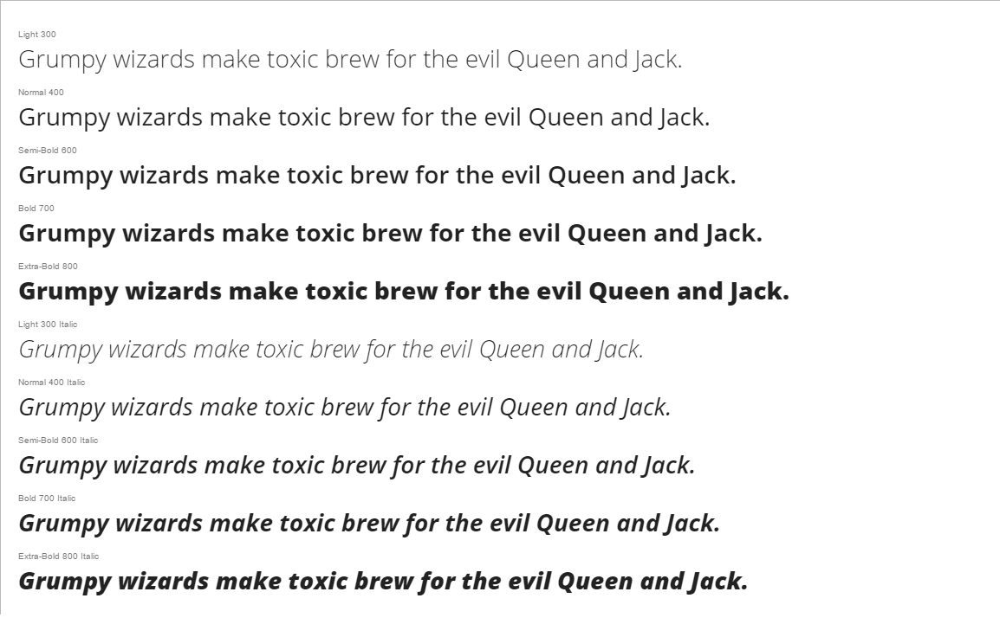 Light 300
Grumpy wizards make toxic brew for the evil Queen and Jack.
Normal 400
Grumpy wizards make toxic brew for the evil Queen and Jack.
Semi-Bold 600
Grumpy wizards make toxic brew for the evil Queen and Jack.
Bold 700
Grumpy wizards make toxic brew for the evil Queen and Jack.
Extra-Bold 800
Grumpy wizards make toxic brew for the evil Queen and Jack.
Light 300 Italic
Grumpy wizards make toxic brew for the evil Queen and Jack.
Normal 400 Italic
Grumpy wizards make toxic brew for the evil Queen and Jack.
Semi-Bold 600 Italic
Grumpy wizards make toxic brew for the evil Queen and Jack.
Bold 700 Italic
Grumpy wizards make toxic brew for the evil Queen and Jack.
Extra-Bold 800 Italic
Grumpy wizards make toxic brew for the evil Queen and Jack.